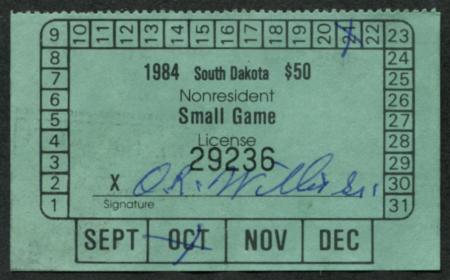 9 10 11 12 13 14 15 16 17 18 19 20 21 22 23
8 24
7 25
6 26
5 27
4 28
3 29
2 30
1 31
1984 South Dakota $50
Nonresident
Small Game
License
29236
X O.R. Willis Sr.
Signature
SEPT OCT NOV DEC